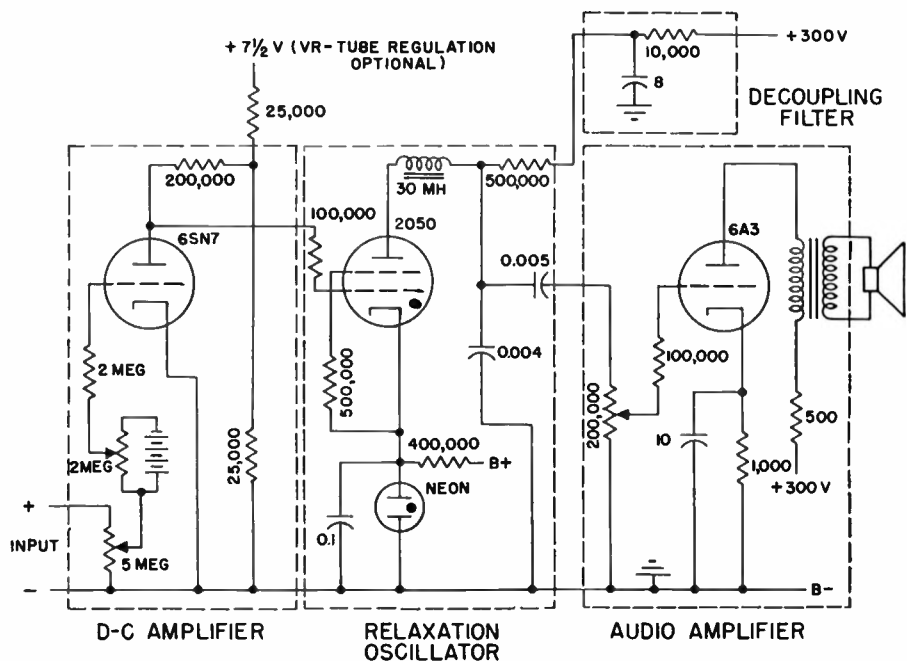 + 7½ V (VR-TUBE REGULATION
OPTIONAL)
10,000
+300V
8
DECOUPLING
FILTER
25,000
200,000
30 MH
500,000
100,000
2050
6SN7
6A3
0.005
2 MEG
500,000
0.004
100,000
200,000
500
2MEG
25,000
400,000
B+
10
1,000
+300V
+
NEON
INPUT
0.1
5 MEG
-
B-
D-C AMPLIFIER
RELAXATION
OSCILLATOR
AUDIO AMPLIFIER